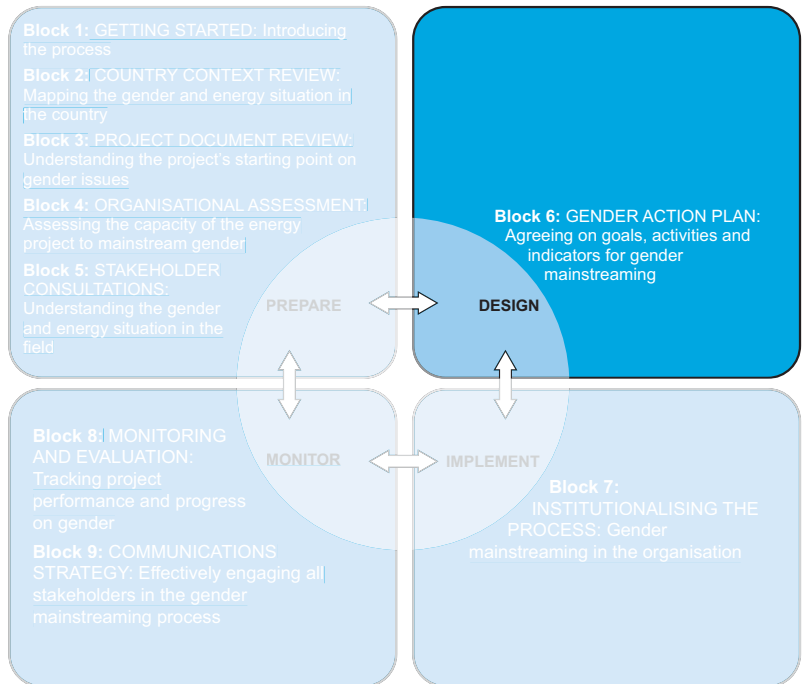 Block 1: GETTING STARTED: Introducing
the process
Block 2: COUNTRY CONTEXT REVIEW:
Mapping the gender and energy situation in
the country
Block 3: PROJECT DOCUMENT REVIEW:
Understanding the project's starting point on
gender issues
Block 4: ORGANISATIONAL ASSESSMENT:
Assessing the capacity of the energy
project to mainstream gender
Block 5: STAKEHOLDER
CONSULTATIONS:
Understanding the gender
and energy situation in the
field
PREPARE
Block 6: GENDER ACTION PLAN:
Agreeing on goals, activities and
indicators for gender
mainstreaming
DESIGN
Block 8: MONITORING
AND EVALUATION:
Tracking project
performance and progress
on gender
Block 9: COMMUNICATIONS
STRATEGY: Effectively engaging all
stakeholders in the gender
mainstreaming process
MONITOR
IMPLEMENT
Block 7:
INSTITUTIONALISING THE
PROCESS: Gender
mainstreaming in the organisation